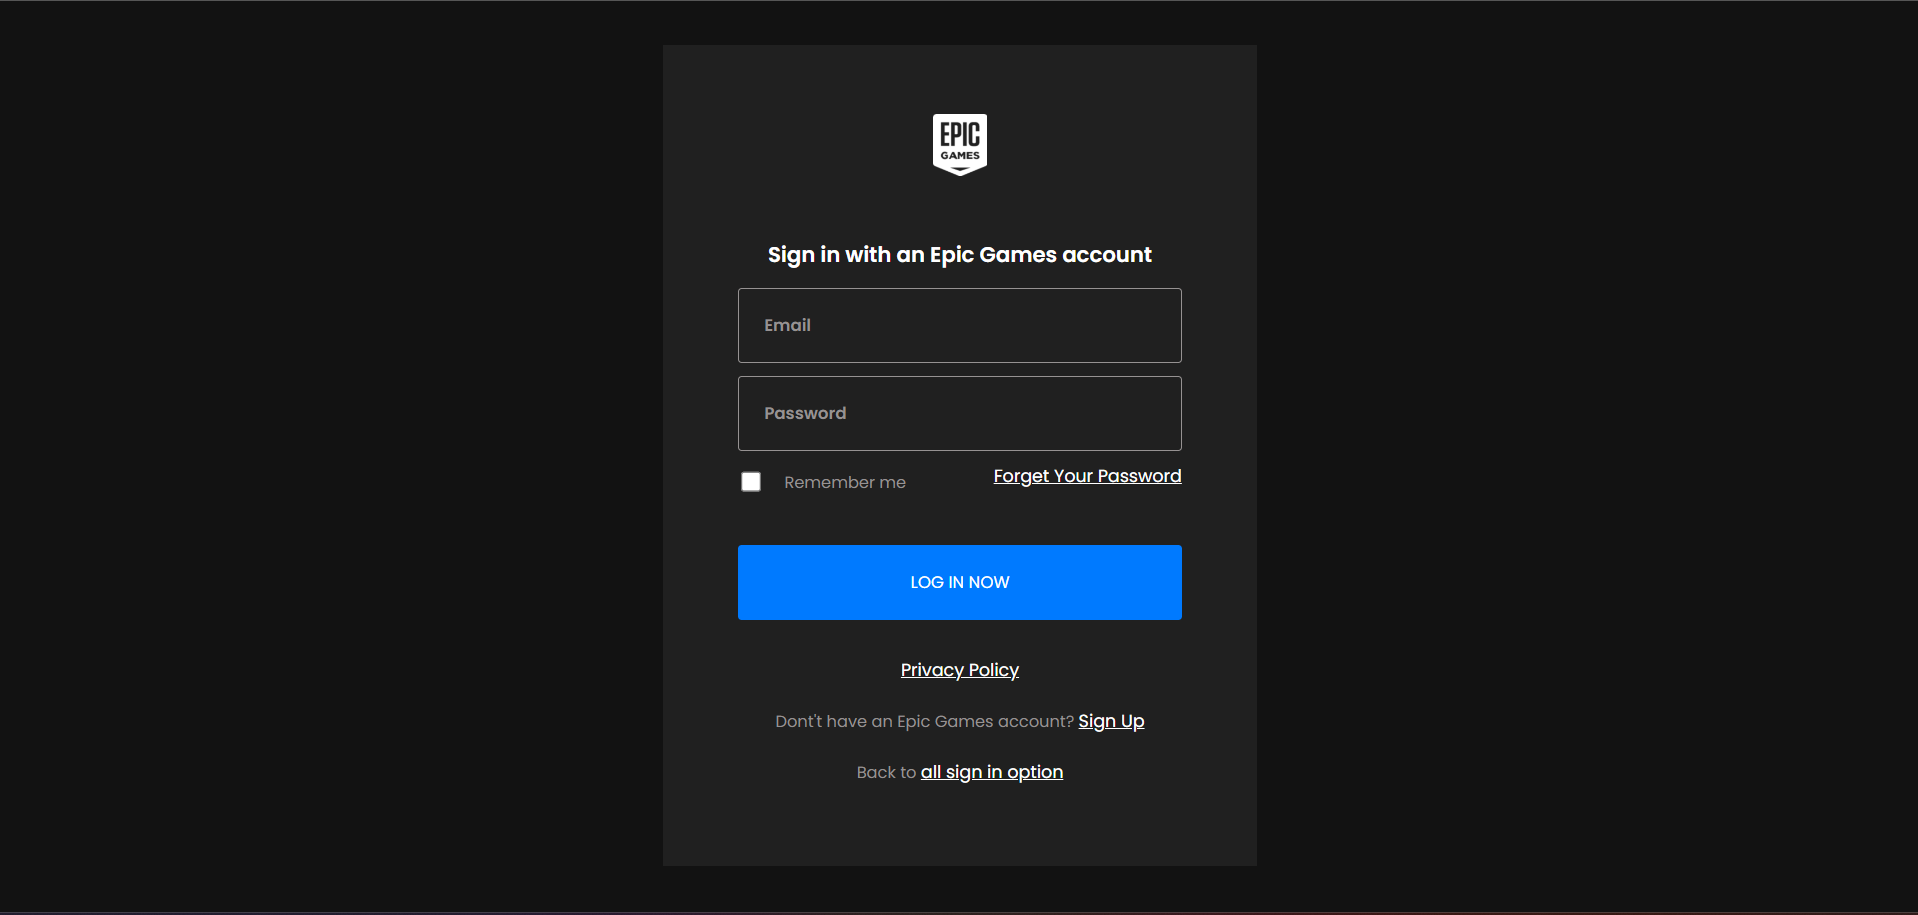 EPIC
GAMES
Sign in with an Epic Games account
Email
Password
Remember me
Forget Your Password
LOG IN NOW
Privacy Policy
Dont't have an Epic Games account? Sign Up
Back to all sign in option